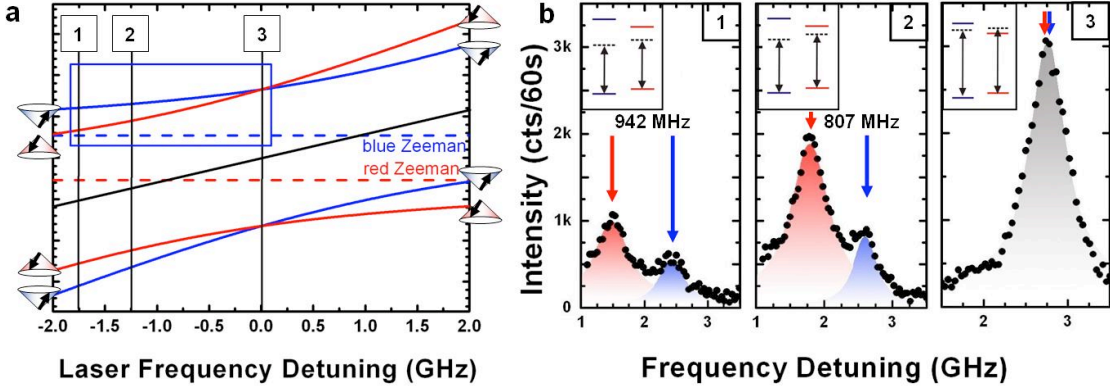 a
1
2
3
blue Zeeman
red Zeeman
-2.0 -1.5 -1.0 -0.5 0.0 0.5 1.0 1.5 2.0
Laser Frequency Detuning (GHz)
b
1
2
3
Intensity (cts/60s)
3k
2k
1k
0
942 MHz
807 MHz
1 2 3
1 2 3
2 3
Frequency Detuning (GHz)